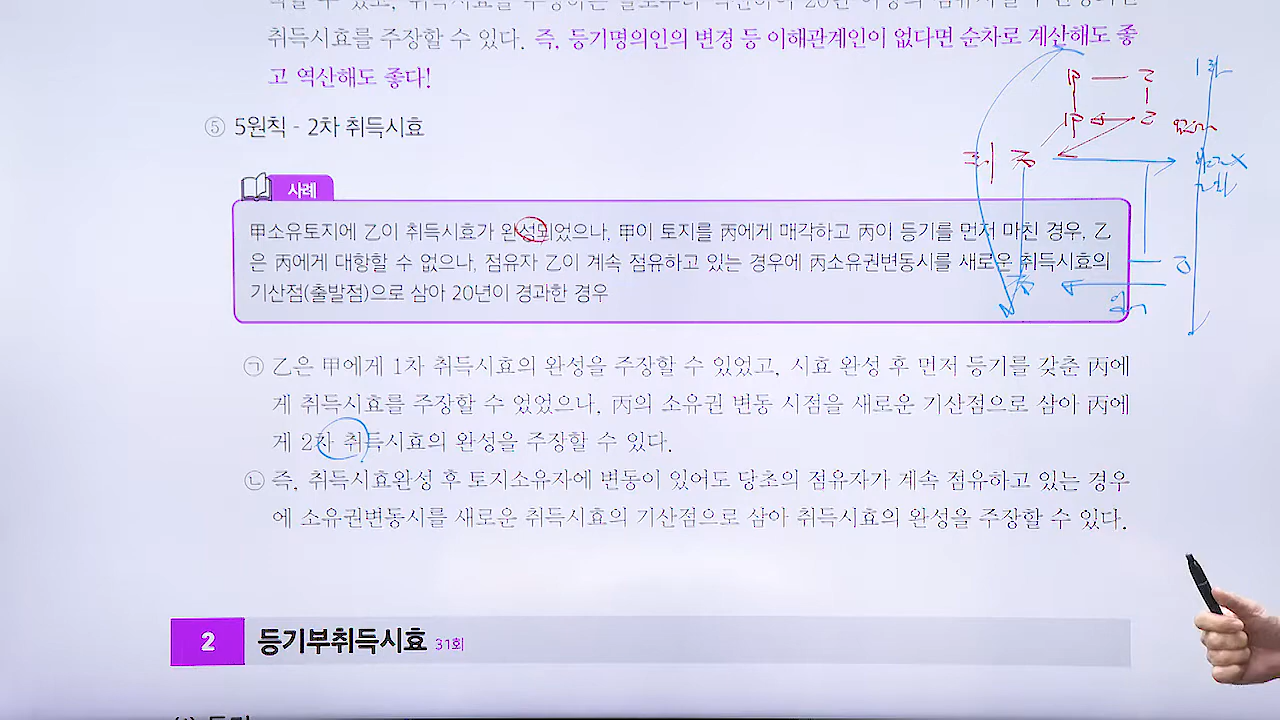 취득시효를 주장할 수 있다. 즉, 등기명의인의 변경 등 이해관계인이 없다면 순차로 계산해도 좋
고 역산해도 좋다!
⑤ 5원칙 - 2차 취득시효
사례
甲소유토지에 乙이 취득시효가 완성되었으나, 甲이 토지를 丙에게 매각하고 丙이 등기를 먼저 마친 경우, 乙
은 丙에게 대항할 수 없으나, 점유자 乙이 계속 점유하고 있는 경우에 丙소유권변동시를 새로운 취득시효의
기산점(출발점)으로 삼아 20년이 경과한 경우
㉠ 乙은 甲에게 1차 취득시효의 완성을 주장할 수 있었고, 시효 완성 후 먼저 등기를 갖춘 丙에
게 취득시효를 주장할 수 없었으나, 丙의 소유권 변동 시점을 새로운 기산점으로 삼아 丙에
게 2차 취득시효의 완성을 주장할 수 있다.
㉡ 즉, 취득시효완성 후 토지소유자에 변동이 있어도 당초의 점유자가 계속 점유하고 있는 경우
에 소유권변동시를 새로운 취득시효의 기산점으로 삼아 취득시효의 완성을 주장할 수 있다.
2 등기부취득시효 31회